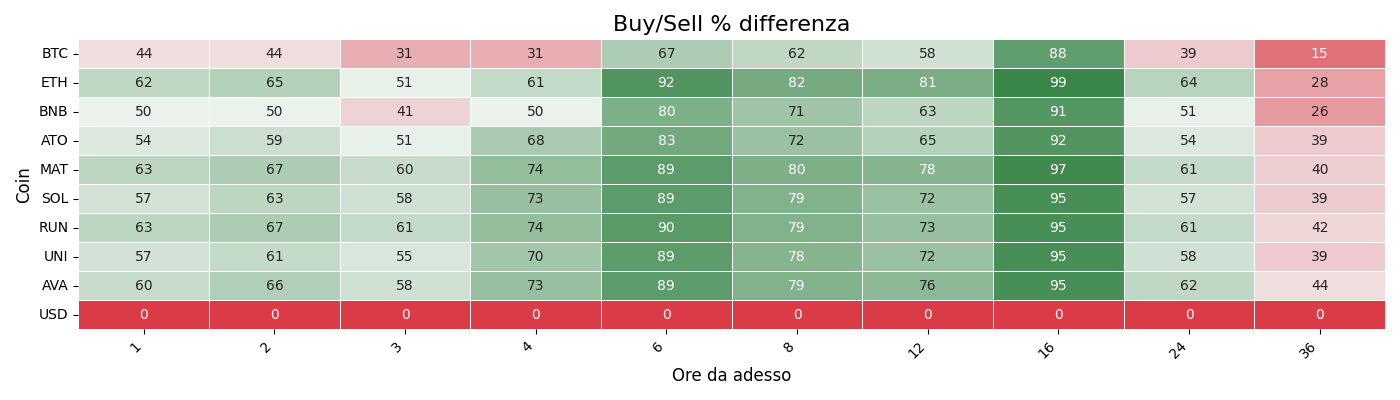 Buy/Sell % differenza
Coin
BTC 44 44 31 31 67 62 58 88 39 15
ETH 62 65 51 61 92 82 81 99 64 28
BNB 50 50 41 50 80 71 63 91 51 26
ATO 54 59 51 68 83 72 65 92 54 39
MAT 63 67 60 74 89 80 78 97 61 40
SOL 57 63 58 73 89 79 72 95 57 39
RUN 63 67 61 74 90 79 73 95 61 42
UNI 57 61 55 70 89 78 72 95 58 39
AVA 60 66 58 73 89 79 76 95 62 44
USD 0 0 0 0 0 0 0 0 0 0
1 2 3 4 6 8 12 16 24 36
Ore da adesso